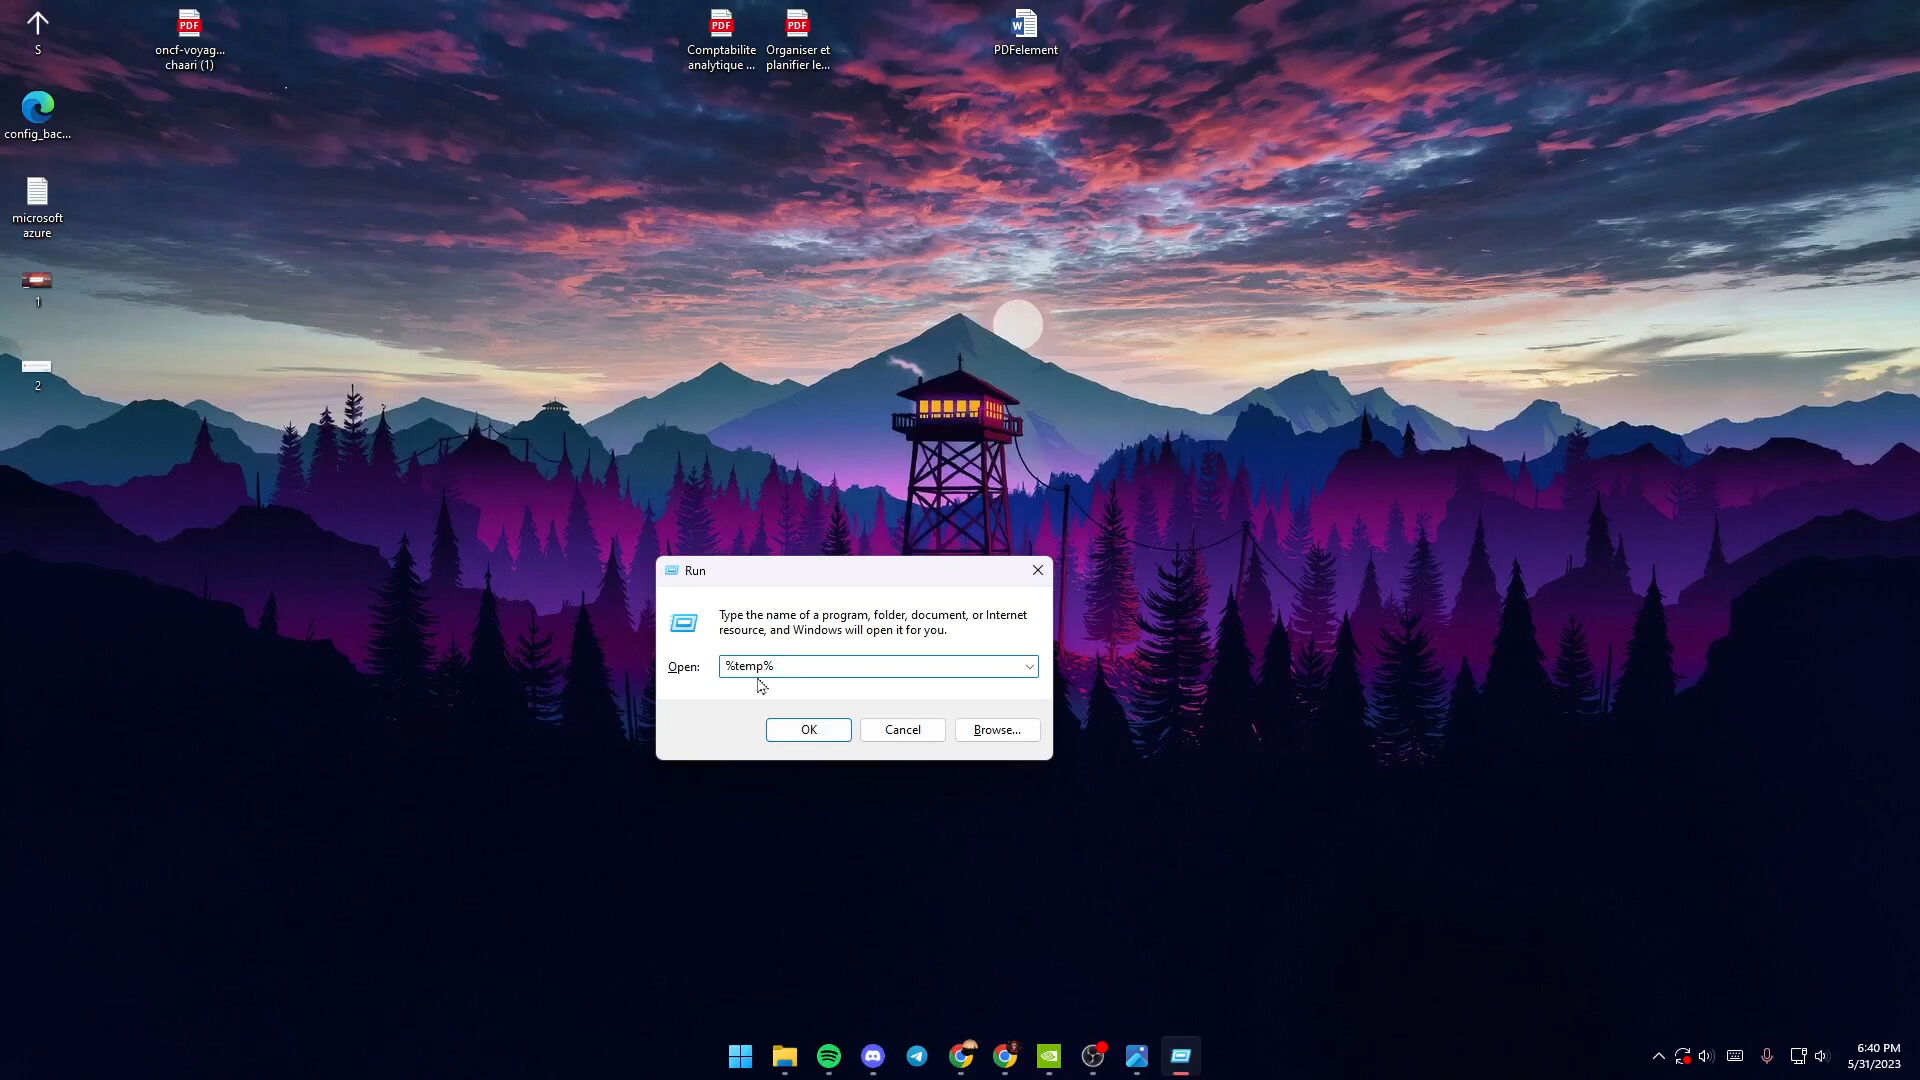 S
oncf-voyag...
chaari (1)
Comptabilite
analytique ...
Organiser et
planifier le...
PDFelement
config_bac...
microsoft
azure
1
2
Run
Type the name of a program, folder, document, or Internet
resource, and Windows will open it for you.
Open:
%temp%
OK
Cancel
Browse...
6:40 PM
5/31/2023
PDF
PDF
PDF
W